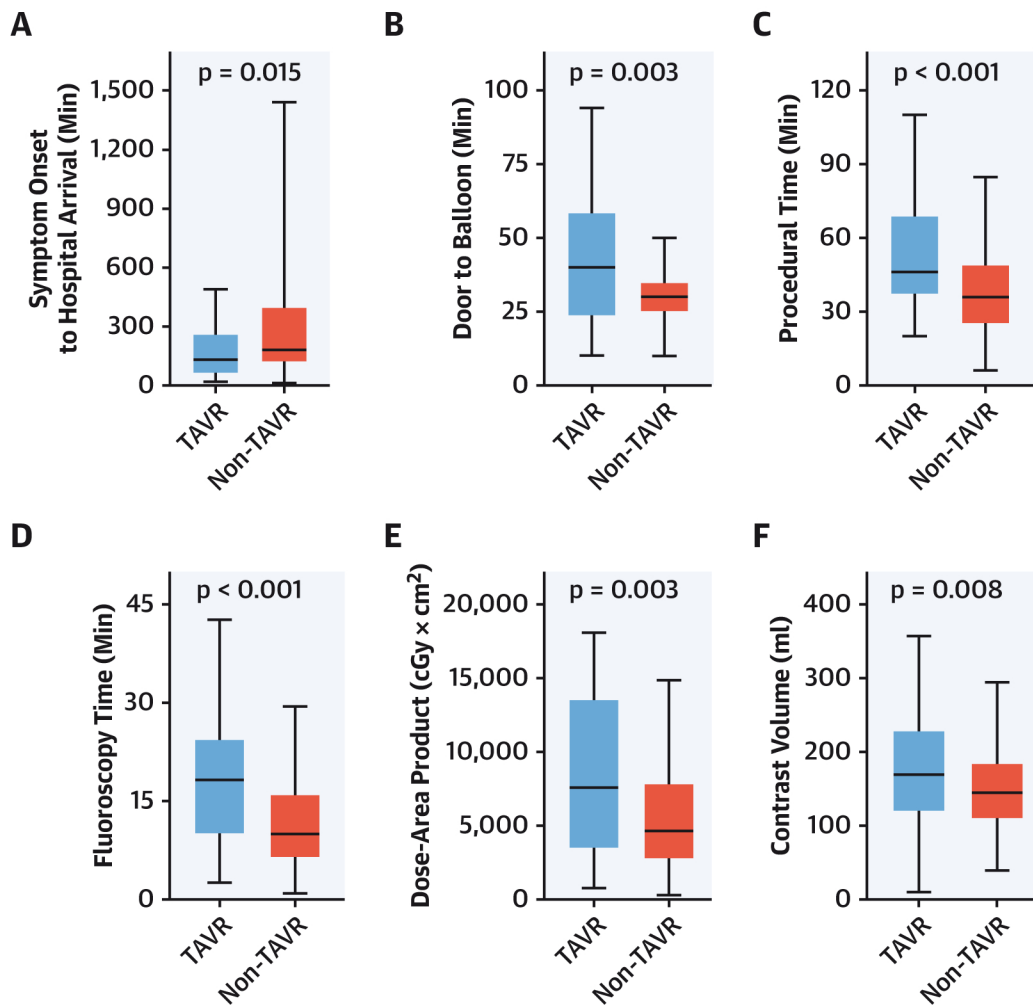 A
Symptom Onset
to Hospital Arrival (Min)
p = 0.015
1,500
1,200
900
600
300
0
TAVR
Non-TAVR
B
Door to Balloon (Min)
p = 0.003
100
75
50
25
0
TAVR
Non-TAVR
C
Procedural Time (Min)
p < 0.001
120
90
60
30
0
TAVR
Non-TAVR
D
Fluoroscopy Time (Min)
p < 0.001
45
30
15
0
TAVR
Non-TAVR
E
Dose-Area Product (cGy × cm²)
p = 0.003
20,000
15,000
10,000
5,000
0
TAVR
Non-TAVR
F
Contrast Volume (ml)
p = 0.008
400
300
200
100
0
TAVR
Non-TAVR